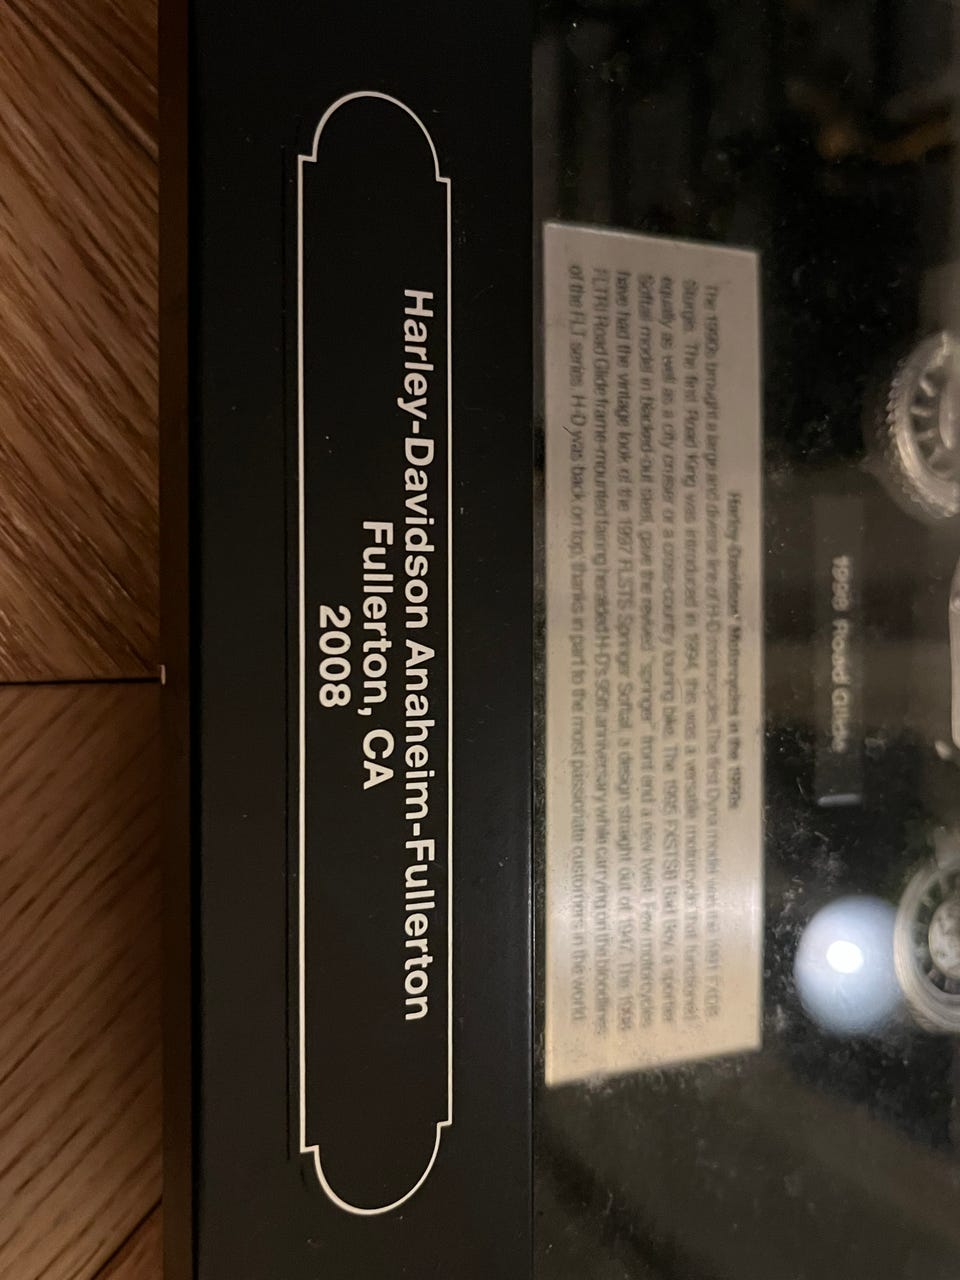 1998 Road Glide
Harley-Davidson® Motorcycles in the 1990s
The 1990s brought a large and diverse line of H-D motorcycles. The first Dyna model was the 1991 FXDB
Sturgis. The first Road King was introduced in 1994, this was a versatile motorcycle that functioned
equally as well as a city cruiser or a cross-country touring bike. The 1995 FXSTSB Bad Boy, a springer
Softail model in blacked-out steel, gave the revived "springer" front end a new twist. Few motorcycles
have had the vintage look of the 1997 FLSTS Springer Softail, a design straight out of 1947. The 1998
FLTRI Road Glide frame-mounted fairing heralded H-D's 95th anniversary while carrying on the bloodlines
of the FLT series. H-D was back on top, thanks in part to the most passionate customers in the world.
Harley-Davidson Anaheim-Fullerton
Fullerton, CA
2008